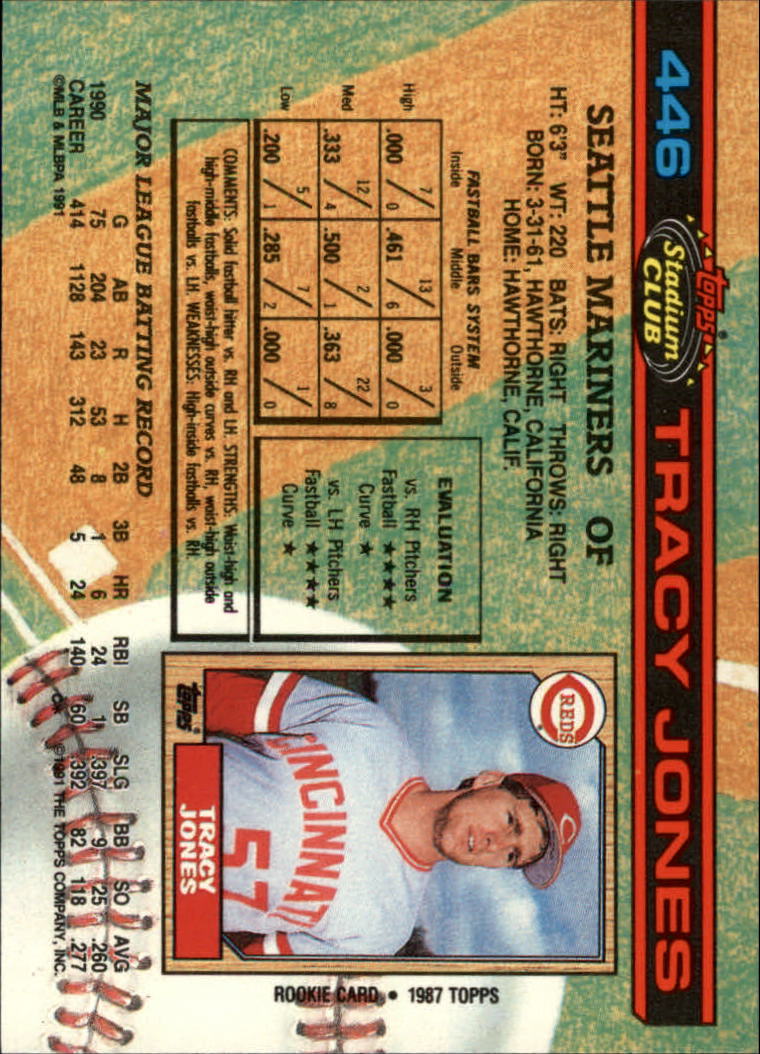 446
Topps
Stadium
CLUB
TRACY JONES
SEATTLE MARINERS OF
HT: 6'3" WT: 220 BATS: RIGHT THROWS: RIGHT
BORN: 3-31-61, HAWTHORNE, CALIFORNIA
HOME: HAWTHORNE, CALIF.
FASTBALL BARS SYSTEM
Inside Middle Outside
High .000 7/0 .461 13/6 .000 3/0
Med .333 12/4 .500 2/1 .363 22/8
Low .200 5/1 .285 7/2 .000 1/0
EVALUATION
vs. RH Pitchers
Fastball ★★★★
Curve ★
vs. LH Pitchers
Fastball ★★★★
Curve ★
COMMENTS: Solid fastball hitter vs. RH and LH. STRENGTHS: Waist-high and
high-middle fastballs, waist-high outside curves vs. RH, waist-high outside
fastballs vs. LH. WEAKNESSES: High-inside fastballs vs. RH.
REDS
C
CINCINNATI
57
topps
TRACY
JONES
ROOKIE CARD • 1987 TOPPS
MAJOR LEAGUE BATTING RECORD
G AB R H 2B 3B HR RBI SB SLG BB SO AVG
1990 75 204 23 53 8 1 6 24 1 .397 9 25 .260
CAREER 414 1128 143 312 48 5 24 140 60 .392 82 118 .277
©MLB & MLBPA 1991
©1991 THE TOPPS COMPANY, INC.